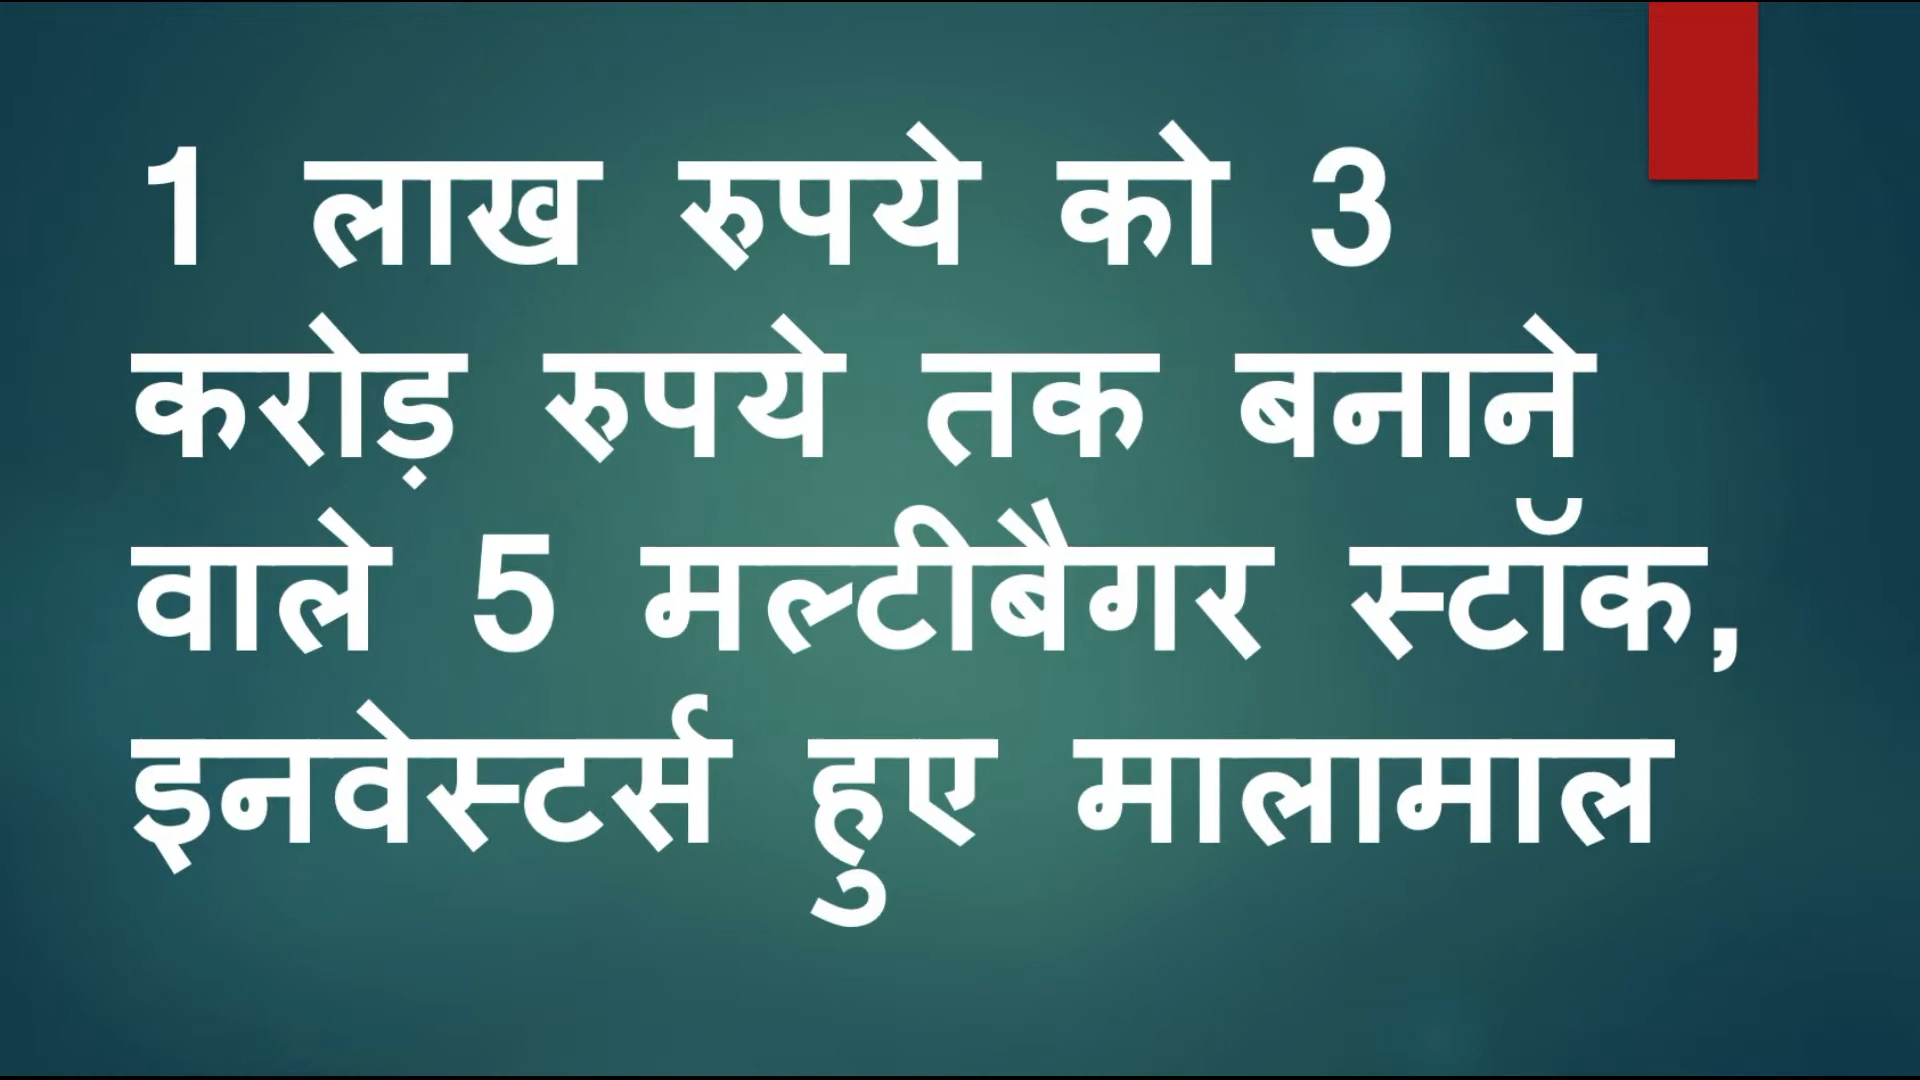 1 लाख रुपये को 3
करोड़ रुपये तक बनाने
वाले 5 मल्टीबैगर स्टॉक,
इनवेस्टर्स हुए मालामाल